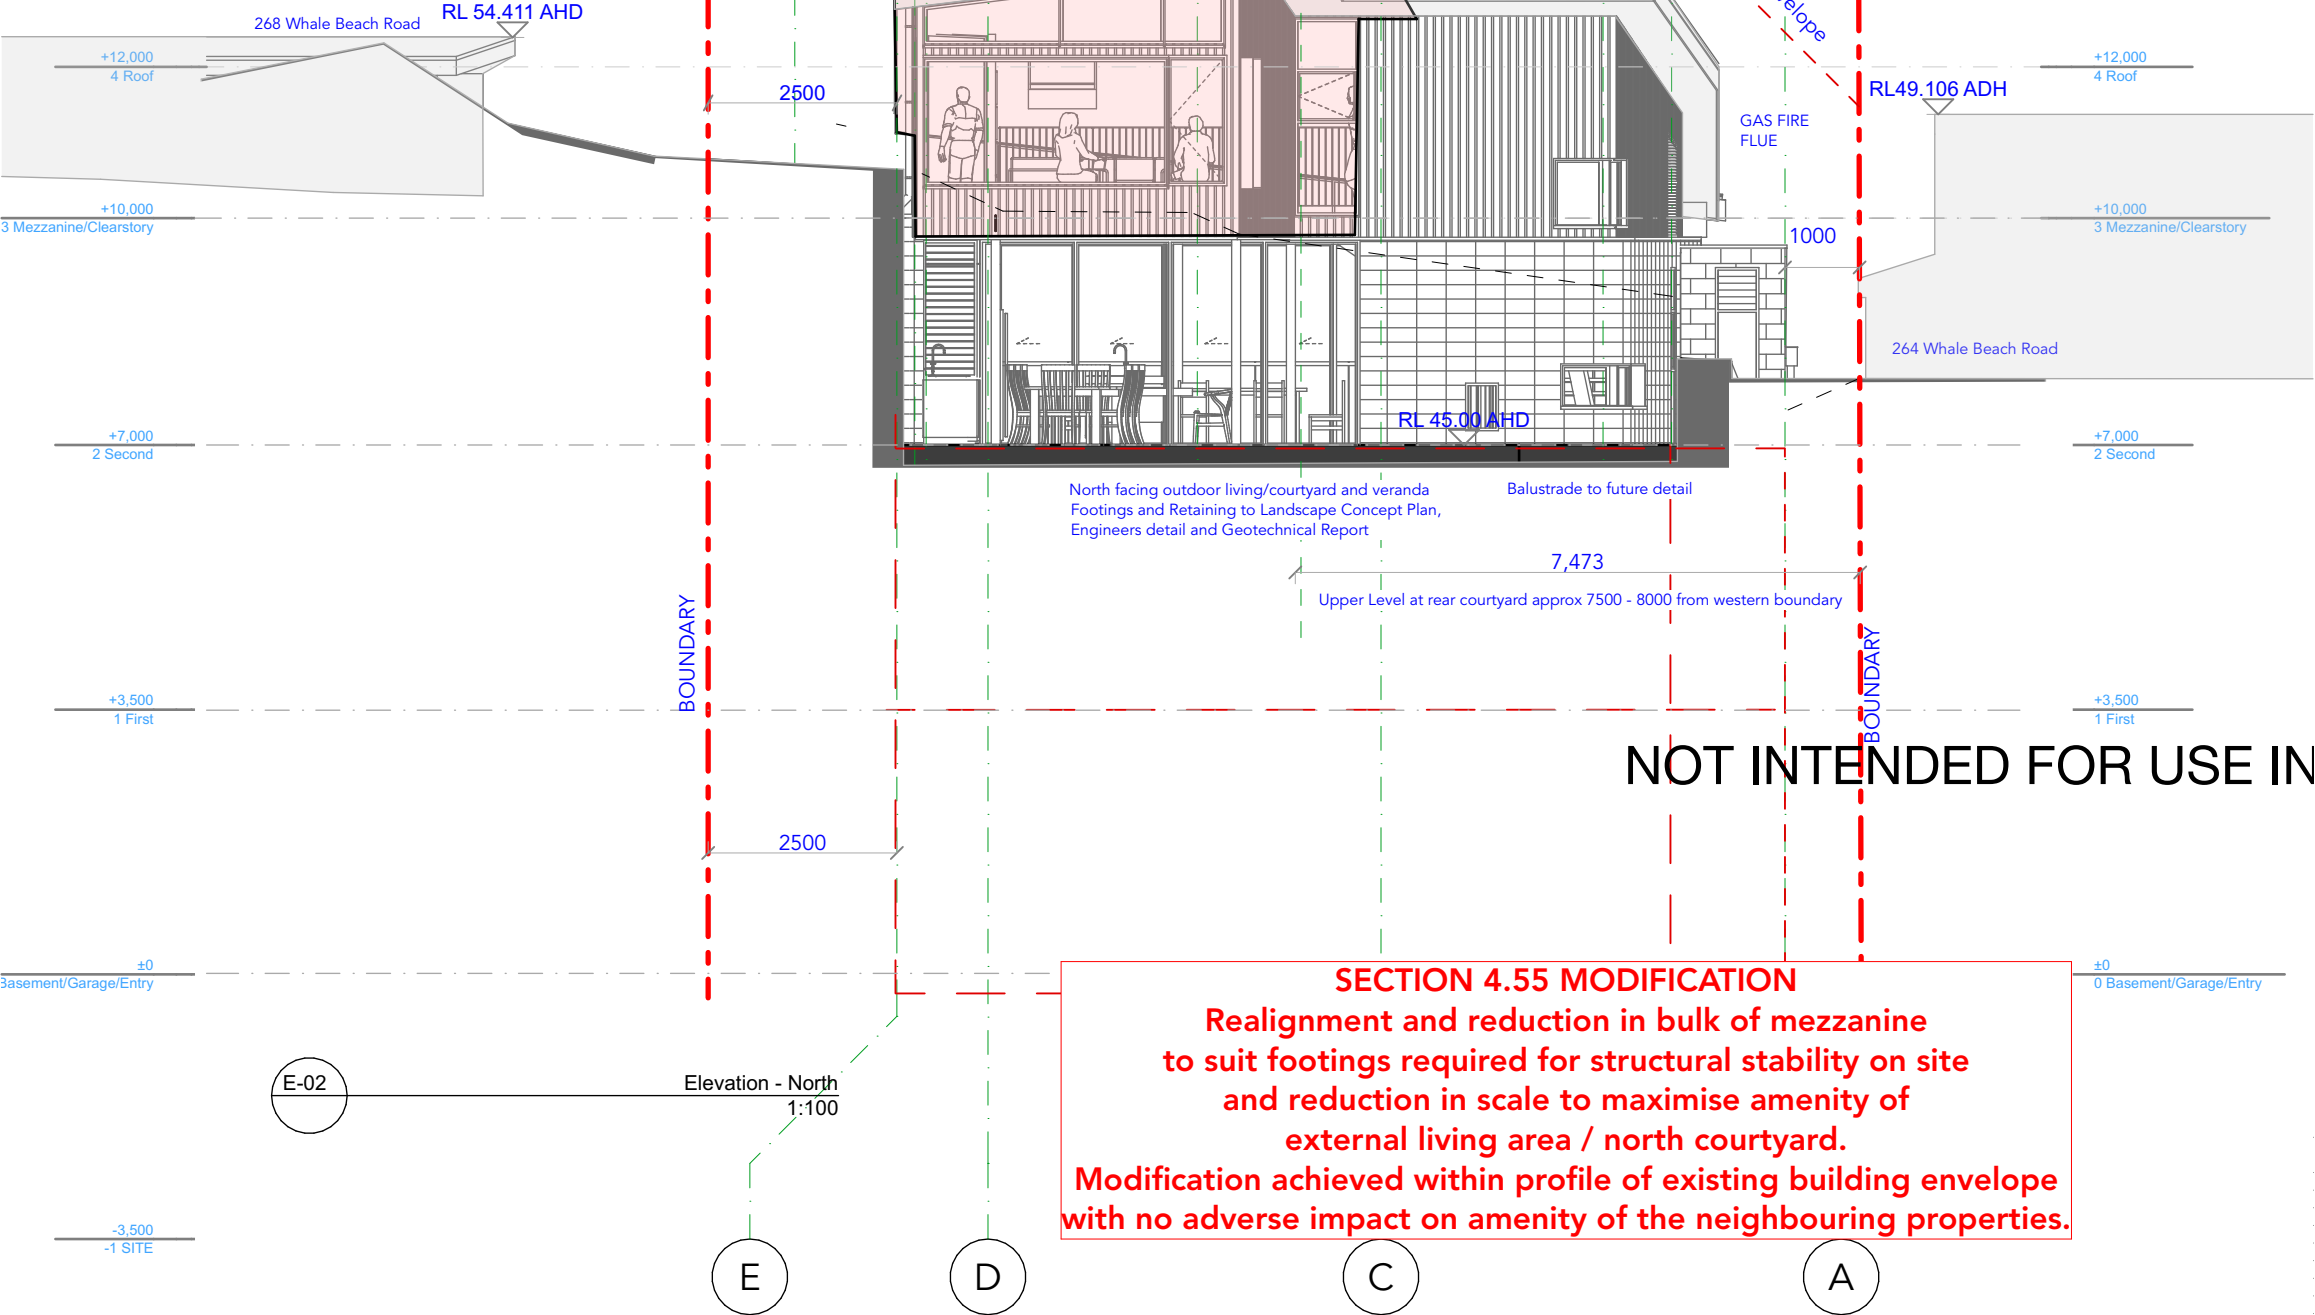 268 Whale Beach Road
RL 54.411 AHD
+12,000
4 Roof
2500
+12,000
4 Roof
RL49.106 ADH
GAS FIRE
FLUE
+10,000
3 Mezzanine/Clearstory
1000
+10,000
3 Mezzanine/Clearstory
264 Whale Beach Road
RL 45.00 AHD
+7,000
2 Second
+7,000
2 Second
North facing outdoor living/courtyard and veranda
Footings and Retaining to Landscape Concept Plan,
Engineers detail and Geotechnical Report
Balustrade to future detail
7,473
Upper Level at rear courtyard approx 7500 - 8000 from western boundary
BOUNDARY
BOUNDARY
+3,500
1 First
+3,500
1 First
NOT INTENDED FOR USE IN
2500
±0
Basement/Garage/Entry
±0
0 Basement/Garage/Entry
SECTION 4.55 MODIFICATION
Realignment and reduction in bulk of mezzanine
to suit footings required for structural stability on site
and reduction in scale to maximise amenity of
external living area / north courtyard.
Modification achieved within profile of existing building envelope
with no adverse impact on amenity of the neighbouring properties.
E-02
Elevation - North
1:100
-3,500
-1 SITE
E
D
C
A